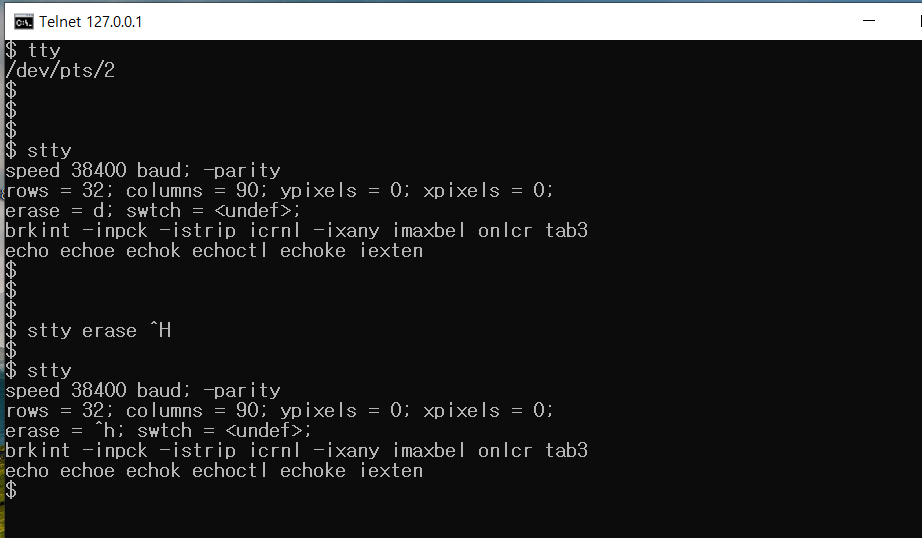 Telnet 127.0.0.1
$ tty
/dev/pts/2
$
$
$
$ stty
speed 38400 baud; -parity
rows = 32; columns = 90; ypixels = 0; xpixels = 0;
erase = d; swtch = <undef>;
brkint -inpck -istrip icrnl -ixany imaxbel onlcr tab3
echo echoe echok echoctl echoke iexten
$
$
$
$ stty erase ^H
$
$ stty
speed 38400 baud; -parity
rows = 32; columns = 90; ypixels = 0; xpixels = 0;
erase = ^h; swtch = <undef>;
brkint -inpck -istrip icrnl -ixany imaxbel onlcr tab3
echo echoe echok echoctl echoke iexten
$